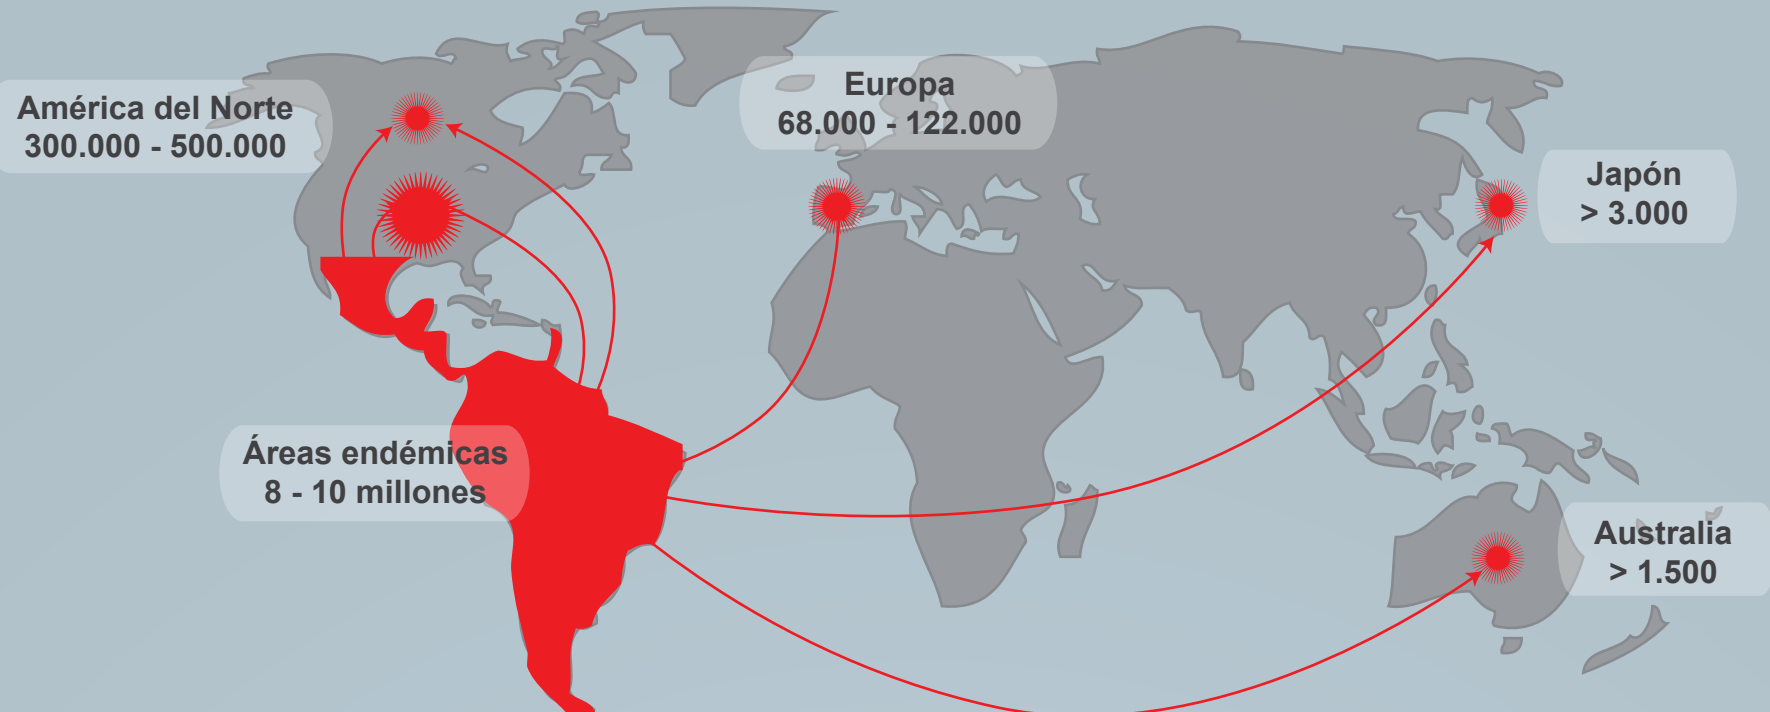 América del Norte
300.000 - 500.000
Europa
68.000 - 122.000
Japón
> 3.000
Áreas endémicas
8 - 10 millones
Australia
> 1.500